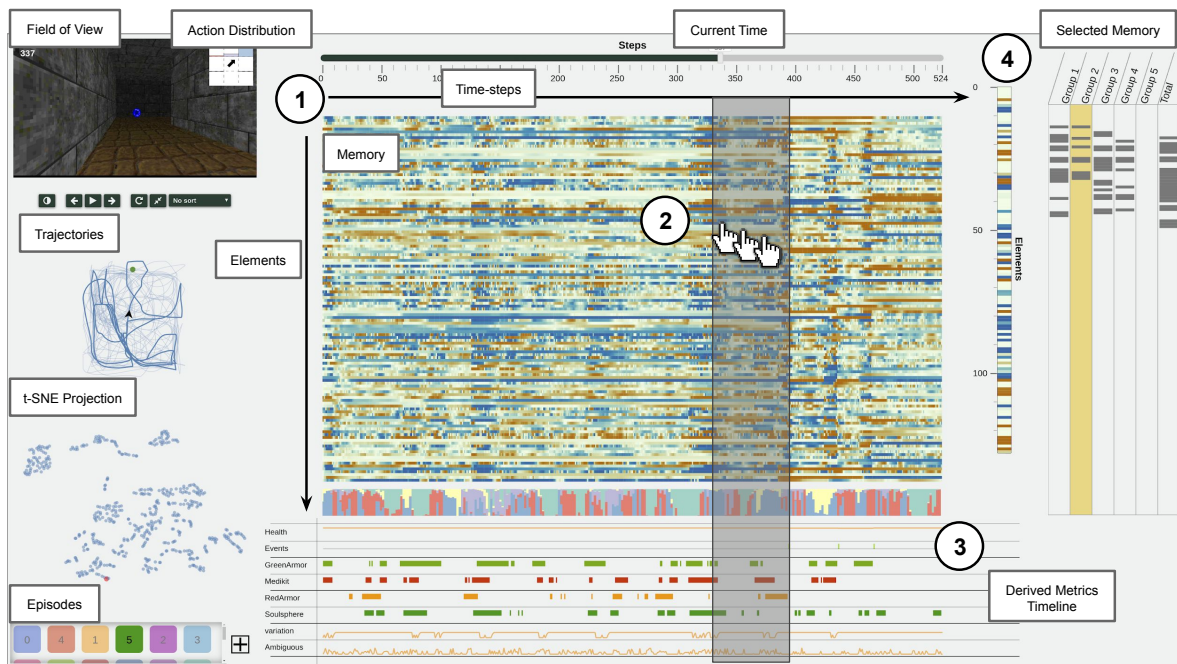 Field of View
Action Distribution
Current Time
Selected Memory
337
Steps
0 50 100 150 200 250 300 350 400 450 500 524
1
Time-steps
4
0
Group 1
Group 2
Group 3
Group 4
Group 5
Total
Memory
No sort
Trajectories
2
Elements
50
Elements
100
t-SNE Projection
Health
Events
3
GreenArmor
Medikit
RedArmor
Soulsphere
variation
Ambiguous
Derived Metrics
Timeline
Episodes
0 4 1 5 2 3